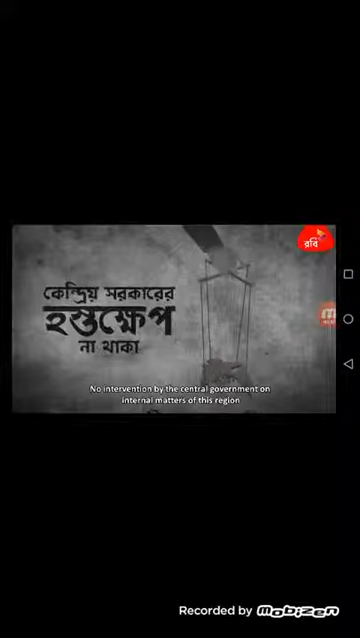 রবি
কেন্দ্রিয় সরকারের
হস্তক্ষেপ
না থাকা
No intervention by the central government on
internal matters of this region
Recorded by mobizen